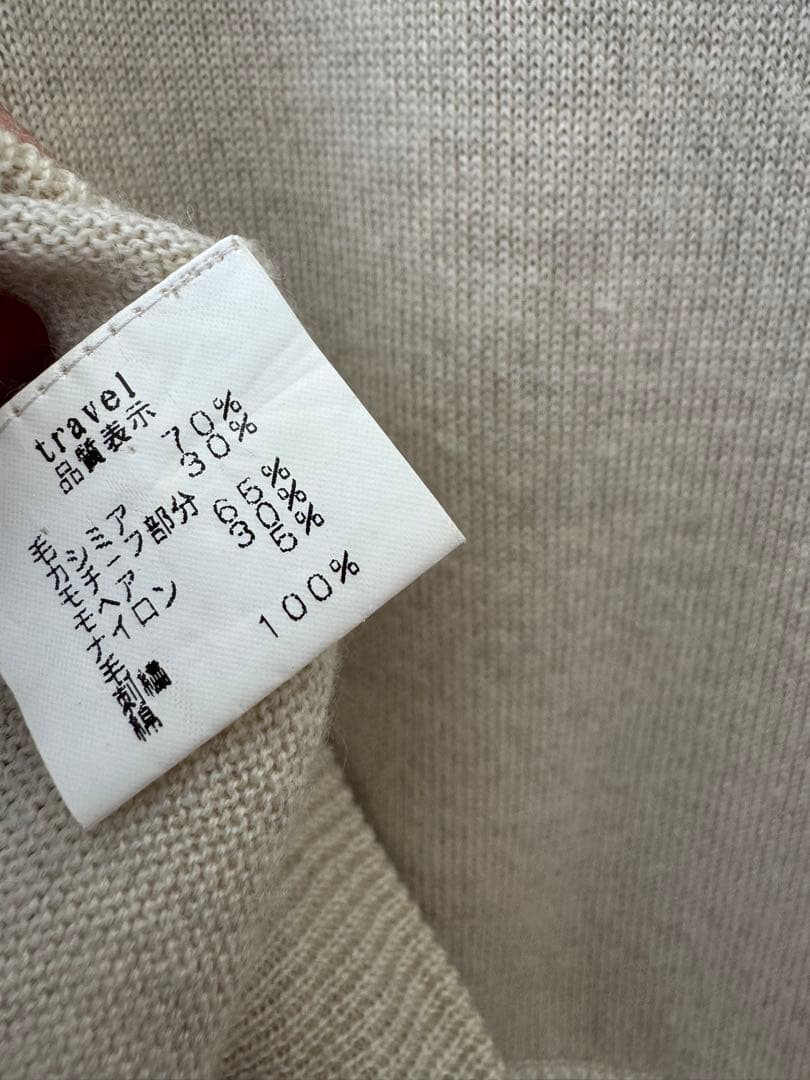 travel
品質表示
毛 70%
カシミア 30%
モチーフ部分
モヘア 65%
ナイロン 30%
毛 5%
刺繍
綿 100%